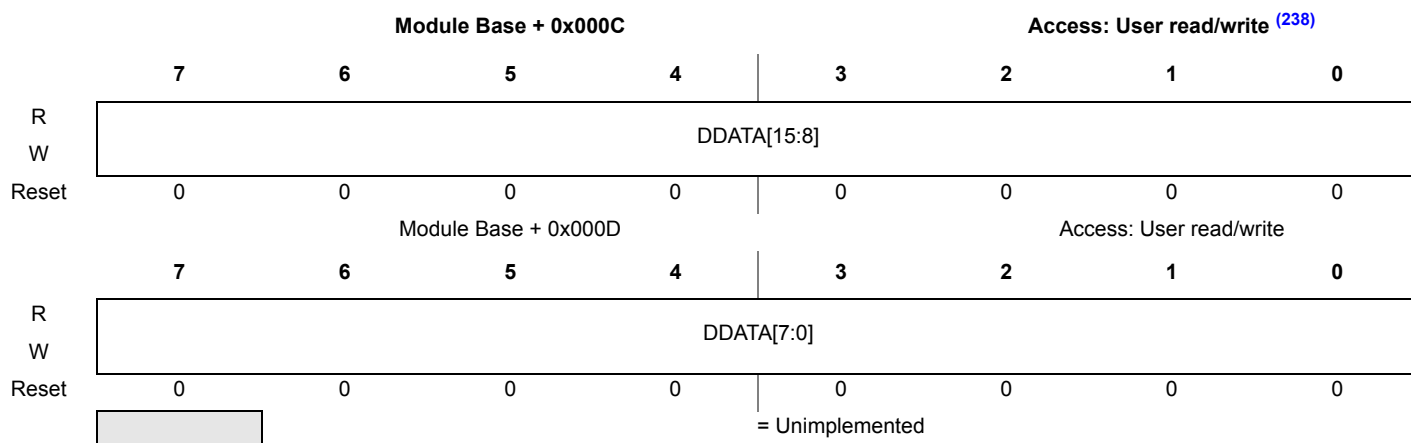 Module Base + 0x000C Access: User read/write (238)
7 6 5 4 3 2 1 0
R
DDATA[15:8]
W
Reset 0 0 0 0 0 0 0 0
Module Base + 0x000D Access: User read/write
7 6 5 4 3 2 1 0
R
DDATA[7:0]
W
Reset 0 0 0 0 0 0 0 0
= Unimplemented